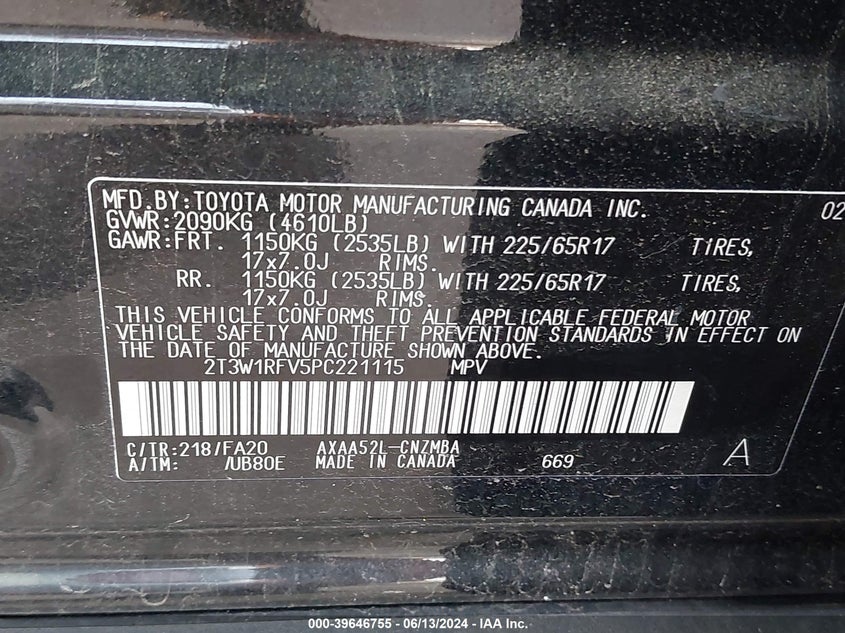 MFD.BY:TOYOTA MOTOR MANUFACTURING CANADA INC. 02
GVWR:2090KG (4610LB)
GAWR:FRT. 1150KG (2535LB) WITH 225/65R17 TIRES,
17x7.0J RIMS.
RR. 1150KG (2535LB) WITH 225/65R17 TIRES,
17x7.0J RIMS.
THIS VEHICLE CONFORMS TO ALL APPLICABLE FEDERAL MOTOR
VEHICLE SAFETY AND THEFT PREVENTION STANDARDS IN EFFECT ON
THE DATE OF MANUFACTURE SHOWN ABOVE.
2T3W1RFV5PC221115 MPV
C/TR:218/FA20 AXAA52L-CNZMBA
A/TM: /UB80E MADE IN CANADA 669 A
000-39646755 - 06/13/2024 - IAA Inc.